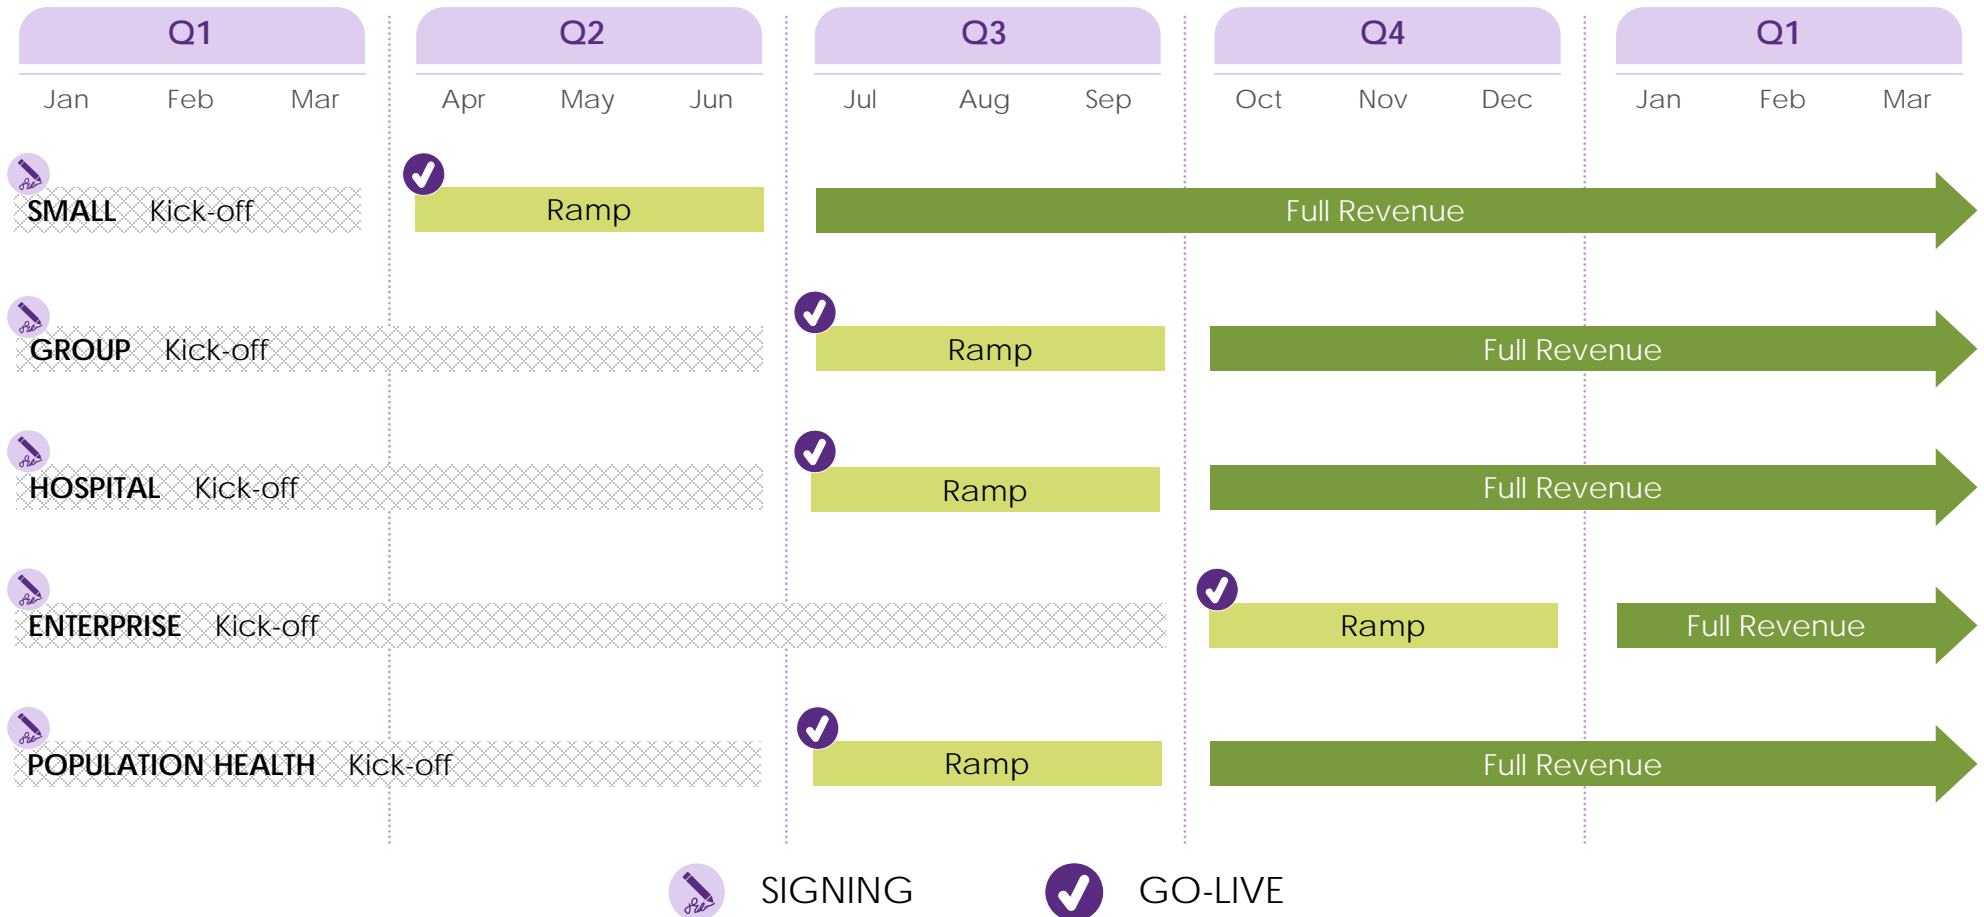 Q1 Q2 Q3 Q4 Q1
Jan Feb Mar Apr May Jun Jul Aug Sep Oct Nov Dec Jan Feb Mar
SMALL Kick-off Ramp Full Revenue
GROUP Kick-off Ramp Full Revenue
HOSPITAL Kick-off Ramp Full Revenue
ENTERPRISE Kick-off Ramp Full Revenue
POPULATION HEALTH Kick-off Ramp Full Revenue
SIGNING GO-LIVE